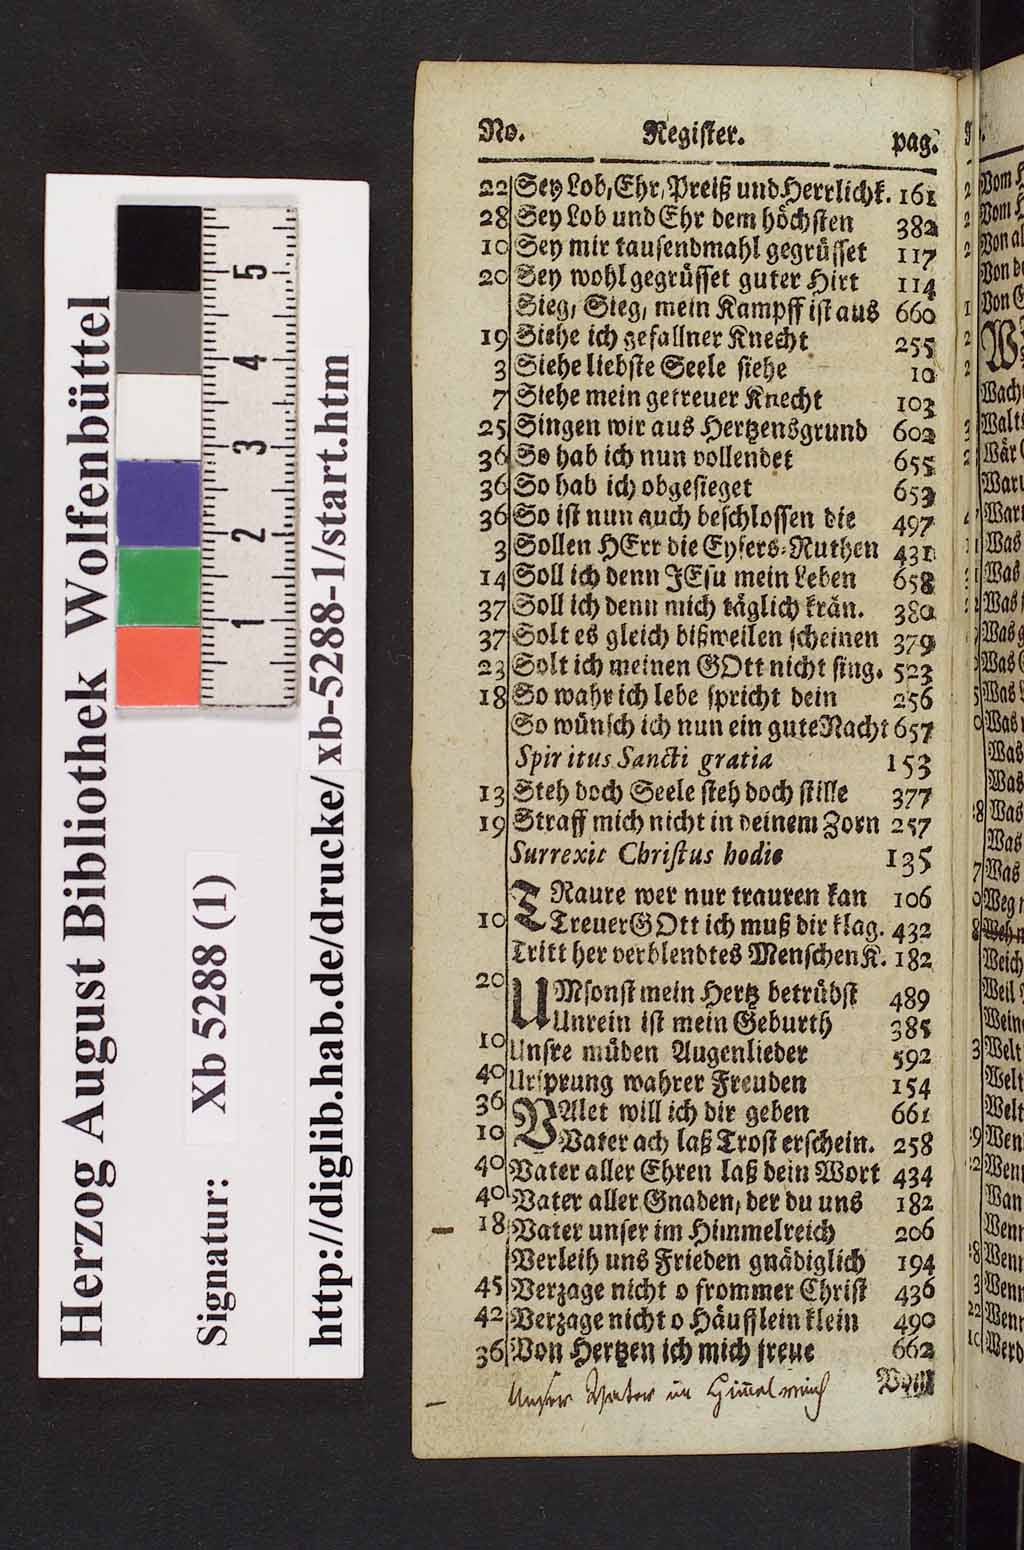 Herzog August Bibliothek Wolfenbüttel
Signatur: Xb 5288 (1)
http://diglib.hab.de/drucke/xb-5288-1/start.htm
5
4
3
2
1
No. Register. pag.
22 Sey Lob, Ehr, Preiß und Herrlichk. 161
28 Sey Lob und Ehr dem höchsten 382
10 Sey mir tausendmahl gegrüsset 117
20 Sey wohl gegrüsset guter Hirt 114
Sieg, Sieg, mein Kampff ist aus 660
19 Siehe ich gefallner Knecht 255
3 Siehe liebste Seele siehe 10
7 Siehe mein getreuer Knecht 103
25 Singen wir aus Hertzensgrund 602
36 So hab ich nun vollendet 655
36 So hab ich obgesieget 653
36 So ist nun auch beschlossen die 497
3 Sollen HErr die Eyfers-Ruthen 431
14 Soll ich denn JEsu mein Leben 658
37 Soll ich denn mich täglich krän. 380
37 Solt es gleich bißweilen scheinen 379
23 Solt ich meinen GOtt nicht sing. 523
18 So wahr ich lebe spricht dein 256
So wünsch ich nun ein gute Nacht 657
Spiritus Sancti gratia 153
13 Steh doch Seele steh doch stille 377
19 Straff mich nicht in deinem Zorn 257
Surrexit Christus hodie 135
TRaure wer nur trauren kan 106
10 Treuer GOtt ich muß dir klag. 432
Tritt her verblendtes Menschen K. 182
20 UMsonst mein Hertz betrübst 489
Unrein ist mein Geburth 385
10 Unsre müden Augenlieder 592
40 Ursprung wahrer Freuden 154
36 VAlet will ich dir geben 661
10 Vater ach laß Trost erschein. 258
40 Vater aller Ehren laß dein Wort 434
40 Vater aller Gnaden, der du uns 182
18 Vater unser im Himmelreich 206
Verleih uns Frieden gnädiglich 194
45 Verzage nicht o frommer Christ 436
42 Verzage nicht o Häufflein klein 490
36 Von Hertzen ich mich freue 662
Vom
Unser Vater im Himmelreich